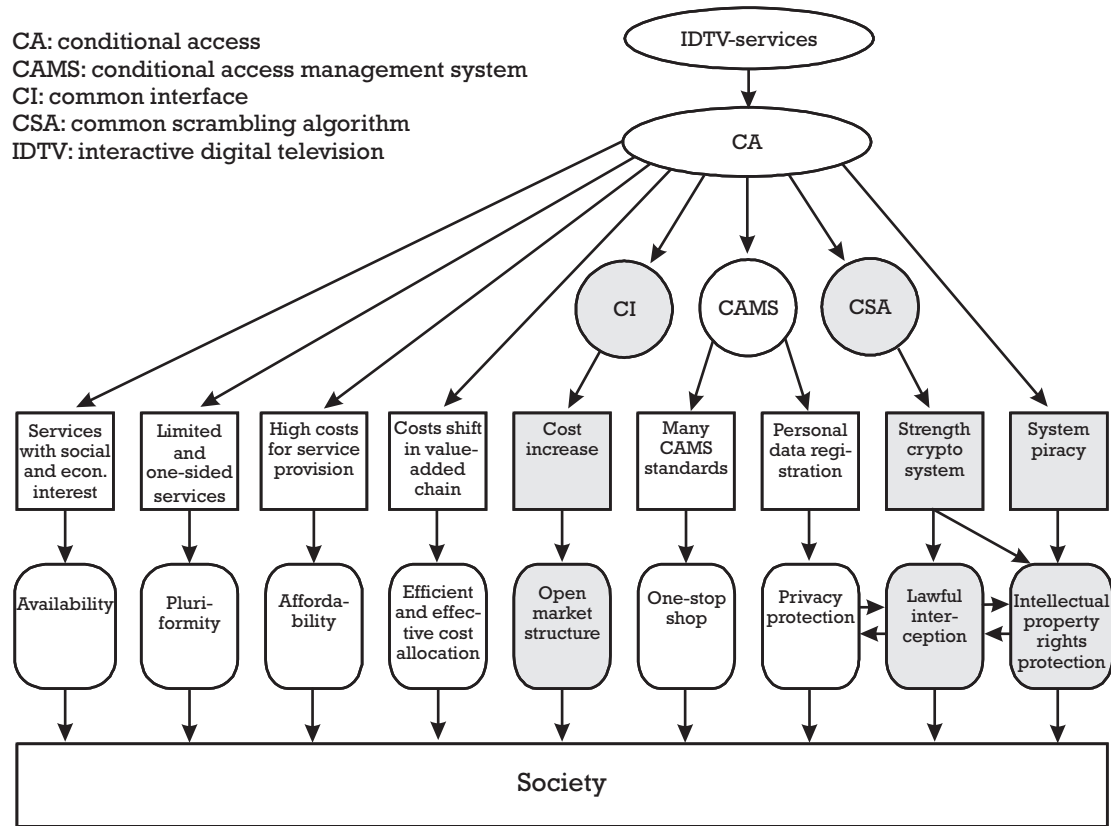 CA: conditional access
CAMS: conditional access management system
CI: common interface
CSA: common scrambling algorithm
IDTV: interactive digital television
IDTV-services
CA
CI
CAMS
CSA
Services
with social
and econ.
interest
Limited
and
one-sided
services
High costs
for service
provision
Costs shift
in value-
added
chain
Cost
increase
Many
CAMS
standards
Personal
data regi-
stration
Strength
crypto
system
System
piracy
Availability
Pluri-
formity
Afforda-
bility
Efficient
and effec-
tive cost
allocation
Open
market
structure
One-stop
shop
Privacy
protection
Lawful
inter-
ception
Intellectual
property
rights
protection
Society